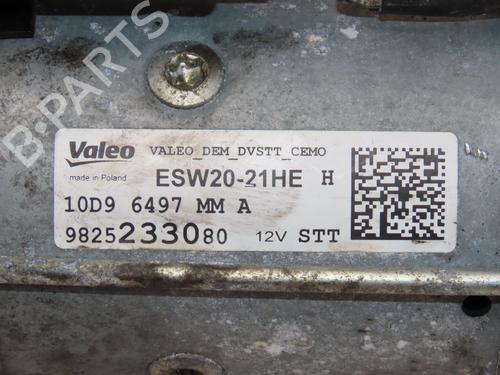 B-PARTS
Valeo VALEO_DEM_DVSTT_CEMO
made in Poland ESW20-21HE H
10D9 6497 MM A
9825233080 12V STT